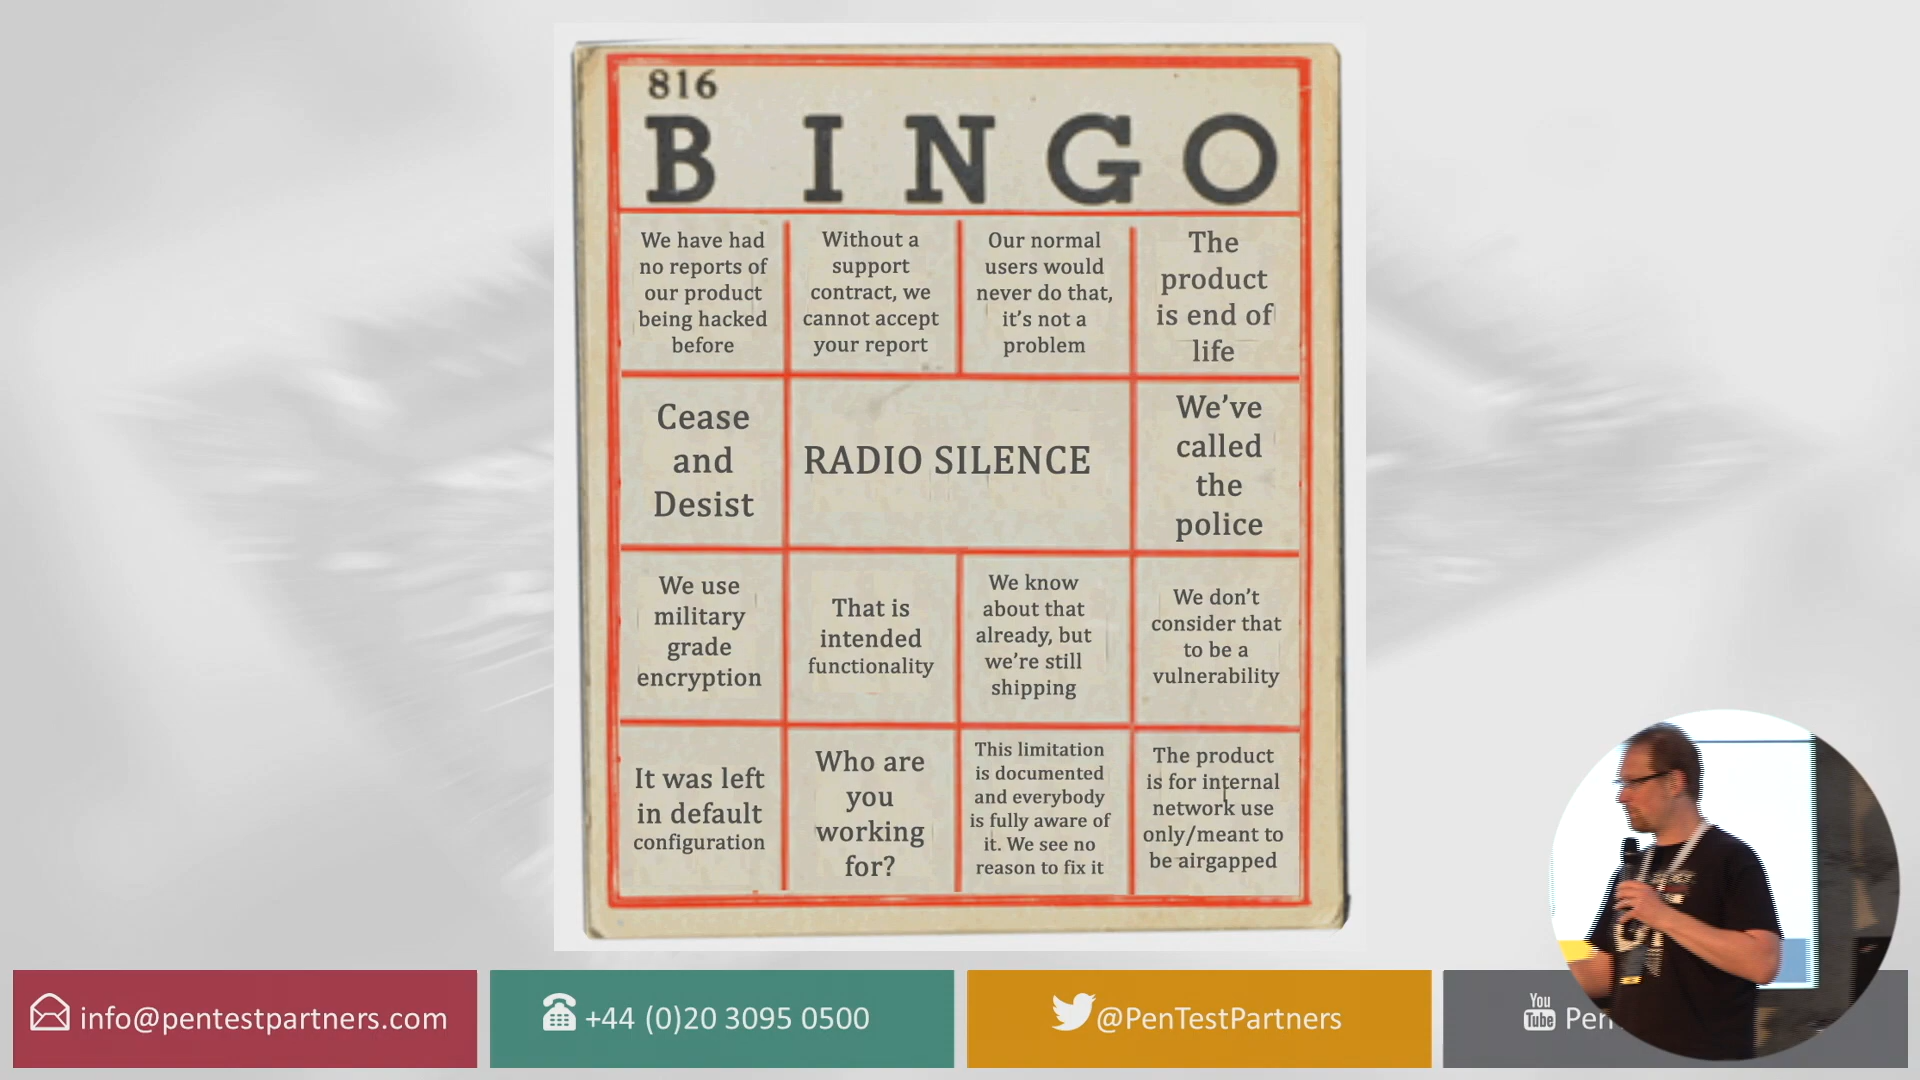 816
B I N G O
We have had
no reports of
our product
being hacked
before
Without a
support
contract, we
cannot accept
your report
Our normal
users would
never do that,
it's not a
problem
The
product
is end of
life
Cease
and
Desist
RADIO SILENCE
We've
called
the
police
We use
military
grade
encryption
That is
intended
functionality
We know
about that
already, but
we're still
shipping
We don't
consider that
to be a
vulnerability
It was left
in default
configuration
Who are
you
working
for?
This limitation
is documented
and everybody
is fully aware of
it. We see no
reason to fix it
The product
is for internal
network use
only/meant to
be airgapped
info@pentestpartners.com
+44 (0)20 3095 0500
@PenTestPartners
You
Tube